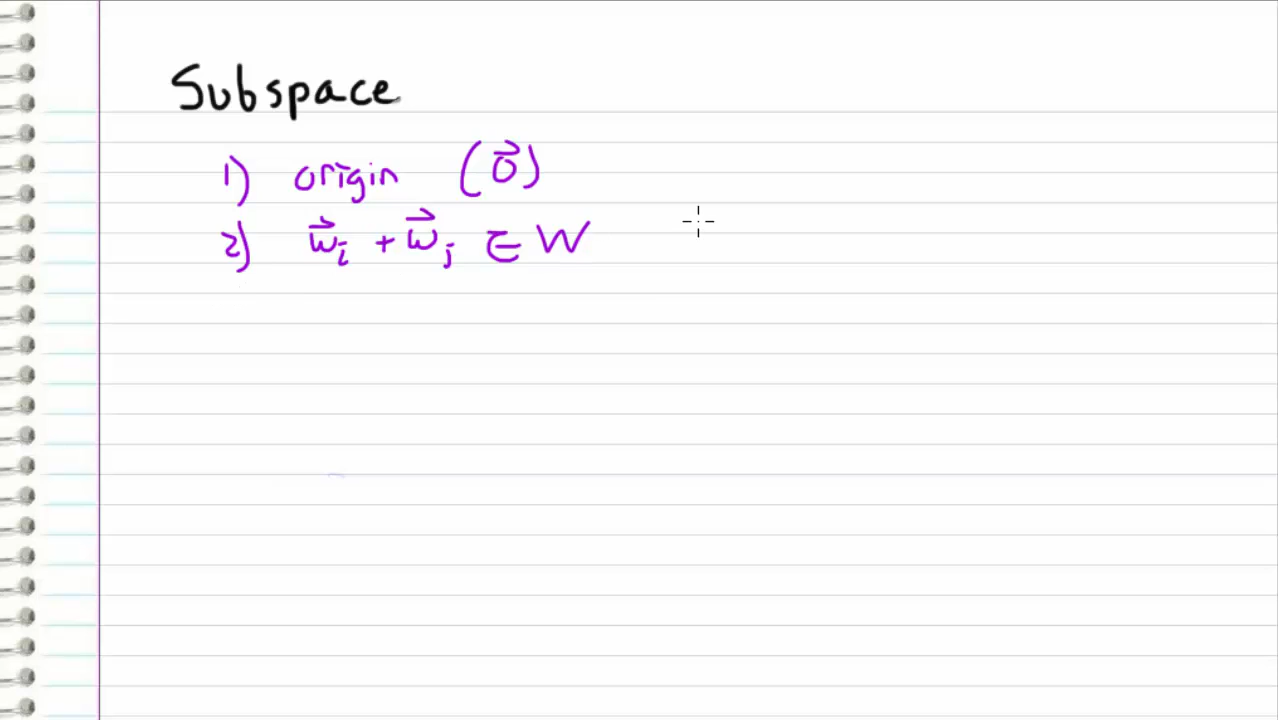 Subspace
1) origin (0⃗)
2) w⃗ᵢ + w⃗ⱼ ∈ W